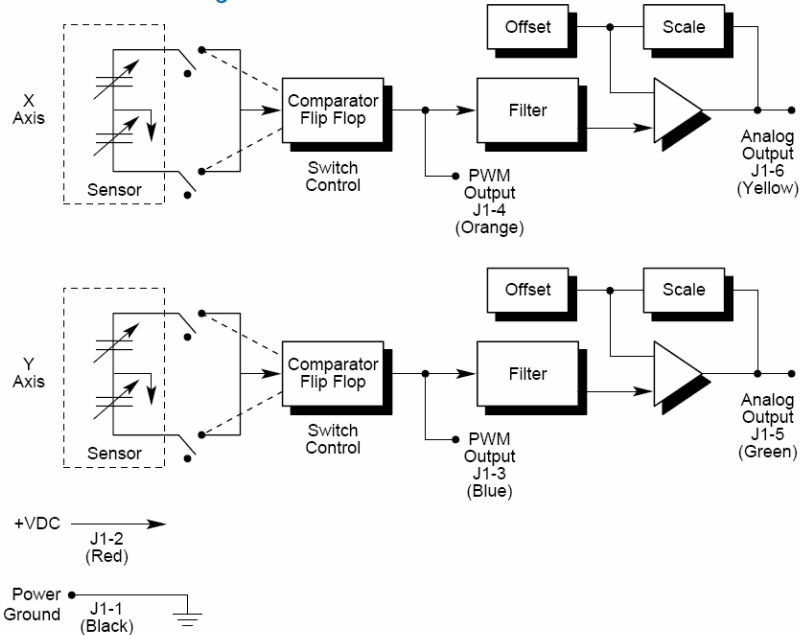 Offset
Scale
X
Axis
Comparator
Flip Flop
Filter
Sensor
Switch
Control
PWM
Output
J1-4
(Orange)
Analog
Output
J1-6
(Yellow)
Offset
Scale
Y
Axis
Comparator
Flip Flop
Filter
Sensor
Switch
Control
PWM
Output
J1-3
(Blue)
Analog
Output
J1-5
(Green)
+VDC
J1-2
(Red)
Power
Ground
J1-1
(Black)